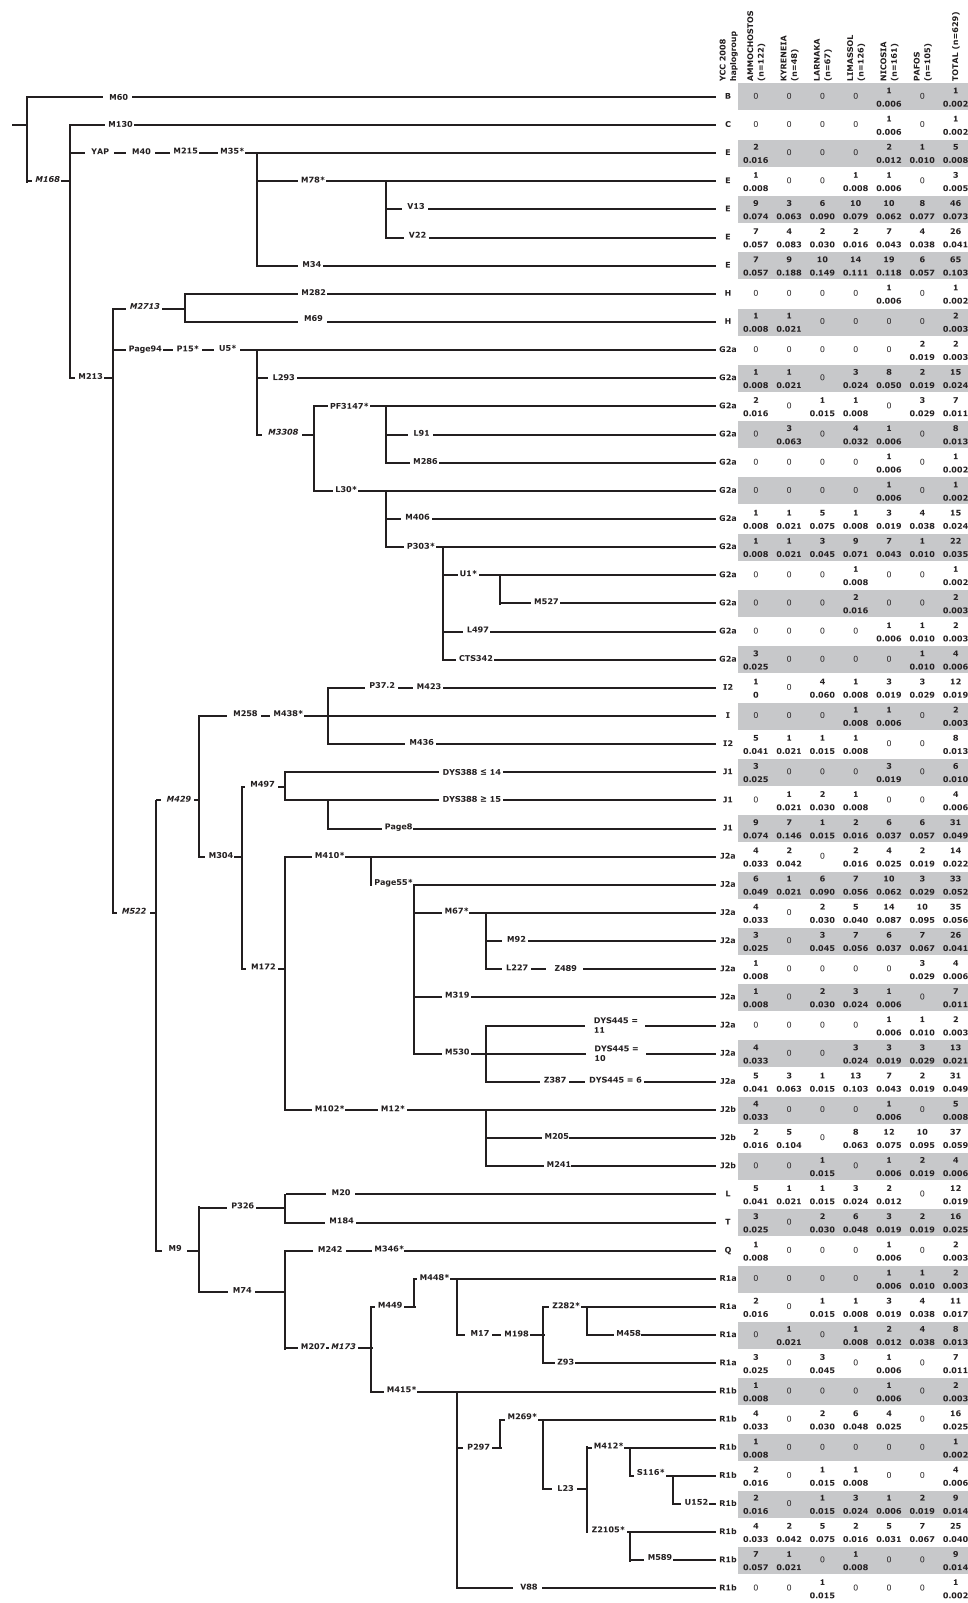 YCC 2008 haplogroup AMMOCHOSTOS (n=122) KYRENEIA (n=48) LARNAKA (n=67) LIMASSOL (n=126) NICOSIA (n=161) PAFOS (n=105) TOTAL (n=629)
M60 B 0 0 0 0 1 0 1
0.006 0.002
M130 C 0 0 0 0 1 0 1
0.006 0.002
YAP M40 M215 M35* E 2 0 0 0 2 1 5
0.016 0.012 0.010 0.008
M168
M78* E 1 0 0 1 1 0 3
0.008 0.008 0.006 0.005
V13 E 9 3 6 10 10 8 46
0.074 0.063 0.090 0.079 0.062 0.077 0.073
V22 E 7 4 2 2 7 4 26
0.057 0.083 0.030 0.016 0.043 0.038 0.041
M34 E 7 9 10 14 19 6 65
0.057 0.188 0.149 0.111 0.118 0.057 0.103
M282 H 0 0 0 0 1 0 1
0.006 0.002
M2713
M69 H 1 1 0 0 0 0 2
0.008 0.021 0.003
Page94 P15* U5* G2a 0 0 0 0 0 2 2
0.019 0.003
M213 L293 G2a 1 1 0 3 8 2 15
0.008 0.021 0.024 0.050 0.019 0.024
PF3147* G2a 2 0 1 1 0 3 7
0.016 0.015 0.008 0.029 0.011
M3308 L91 G2a 0 3 0 4 1 0 8
0.063 0.032 0.006 0.013
M286 G2a 0 0 0 0 1 0 1
0.006 0.002
L30* G2a 0 0 0 0 1 0 1
0.006 0.002
M406 G2a 1 1 5 1 3 4 15
0.008 0.021 0.075 0.008 0.019 0.038 0.024
P303* G2a 1 1 3 9 7 1 22
0.008 0.021 0.045 0.071 0.043 0.010 0.035
U1* G2a 0 0 0 1 0 0 1
0.008 0.002
M527 G2a 0 0 0 2 0 0 2
0.016 0.003
L497 G2a 0 0 0 0 1 1 2
0.006 0.010 0.003
CTS342 G2a 3 0 0 0 0 1 4
0.025 0.010 0.006
P37.2 M423 I2 1 0 4 1 3 3 12
0 0.060 0.008 0.019 0.029 0.019
M258 M438* I 0 0 0 1 1 0 2
0.008 0.006 0.003
M436 I2 5 1 1 1 0 0 8
0.041 0.021 0.015 0.008 0.013
DYS388 ≤ 14 J1 3 0 0 0 3 0 6
0.025 0.019 0.010
M497
M429 DYS388 ≥ 15 J1 0 1 2 1 0 0 4
0.021 0.030 0.008 0.006
Page8 J1 9 7 1 2 6 6 31
0.074 0.146 0.015 0.016 0.037 0.057 0.049
M304 M410* J2a 4 2 0 2 4 2 14
0.033 0.042 0.016 0.025 0.019 0.022
Page55* J2a 6 1 6 7 10 3 33
0.049 0.021 0.090 0.056 0.062 0.029 0.052
M522 M67* J2a 4 0 2 5 14 10 35
0.033 0.030 0.040 0.087 0.095 0.056
M92 J2a 3 0 3 7 6 7 26
0.025 0.045 0.056 0.037 0.067 0.041
M172 L227 Z489 J2a 1 0 0 0 0 3 4
0.008 0.029 0.006
M319 J2a 1 0 2 3 1 0 7
0.008 0.030 0.024 0.006 0.011
DYS445 = 11 J2a 0 0 0 0 1 1 2
0.006 0.010 0.003
M530 DYS445 = 10 J2a 4 0 0 3 3 3 13
0.033 0.024 0.019 0.029 0.021
Z387 DYS445 = 6 J2a 5 3 1 13 7 2 31
0.041 0.063 0.015 0.103 0.043 0.019 0.049
M102* M12* J2b 4 0 0 0 1 0 5
0.033 0.006 0.008
M205 J2b 2 5 0 8 12 10 37
0.016 0.104 0.063 0.075 0.095 0.059
M241 J2b 0 0 1 0 1 2 4
0.015 0.006 0.019 0.006
M20 L 5 1 1 3 2 0 12
0.041 0.021 0.015 0.024 0.012 0.019
P326
M184 T 3 0 2 6 3 2 16
0.025 0.030 0.048 0.019 0.019 0.025
M9 M242 M346* Q 1 0 0 0 1 0 2
0.008 0.006 0.003
M74 M448* R1a 0 0 0 0 1 1 2
0.006 0.010 0.003
M449 Z282* R1a 2 0 1 1 3 4 11
0.016 0.015 0.008 0.019 0.038 0.017
M17 M198 M458 R1a 0 1 0 1 2 4 8
0.021 0.008 0.012 0.038 0.013
M207 M173
Z93 R1a 3 0 3 0 1 0 7
0.025 0.045 0.006 0.011
M415* R1b 1 0 0 0 1 0 2
0.008 0.006 0.003
M269* R1b 4 0 2 6 4 0 16
0.033 0.030 0.048 0.025 0.025
P297 M412* R1b 1 0 0 0 0 0 1
0.008 0.002
S116* R1b 2 0 1 1 0 0 4
0.016 0.015 0.008 0.006
L23 U152 R1b 2 0 1 3 1 2 9
0.016 0.015 0.024 0.006 0.019 0.014
Z2105* R1b 4 2 5 2 5 7 25
0.033 0.042 0.075 0.016 0.031 0.067 0.040
M589 R1b 7 1 0 1 0 0 9
0.057 0.021 0.008 0.014
V88 R1b 0 0 1 0 0 0 1
0.015 0.002